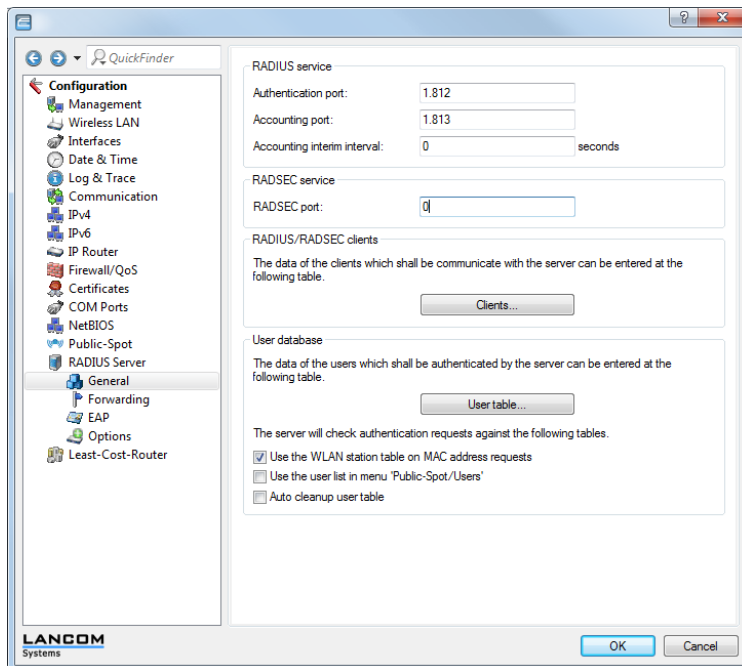 QuickFinder
Configuration
Management
Wireless LAN
Interfaces
Date & Time
Log & Trace
Communication
IPv4
IPv6
IP Router
Firewall/QoS
Certificates
COM Ports
NetBIOS
Public-Spot
RADIUS Server
General
Forwarding
EAP
Options
Least-Cost-Router
RADIUS service
Authentication port: 1.812
Accounting port: 1.813
Accounting interim interval: 0 seconds
RADSEC service
RADSEC port: 0
RADIUS/RADSEC clients
The data of the clients which shall be communicate with the server can be entered at the
following table.
Clients...
User database
The data of the users which shall be authenticated by the server can be entered at the
following table.
User table...
The server will check authentication requests against the following tables.
Use the WLAN station table on MAC address requests
Use the user list in menu 'Public-Spot/Users'
Auto cleanup user table
LANCOM
Systems
OK Cancel